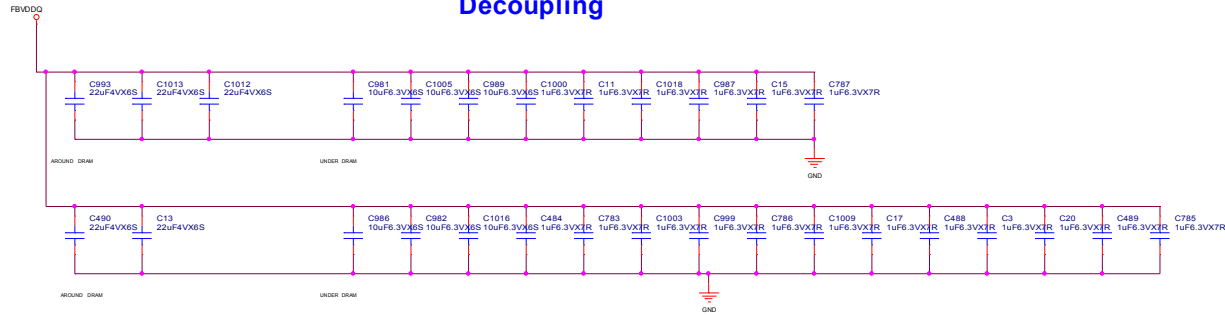 Decoupling
FBVDDQ
C993 C1013 C1012 C981 C1005 C989 C1000 C11 C1018 C987 C15 C787
22uF4VX6S 22uF4VX6S 22uF4VX6S 10uF6.3VX6S 10uF6.3VX6S 10uF6.3VX6S 1uF6.3VX7R 1uF6.3VX7R 1uF6.3VX7R 1uF6.3VX7R 1uF6.3VX7R 1uF6.3VX7R
AROUND DRAM UNDER DRAM
GND
C490 C13 C986 C982 C1016 C484 C783 C1003 C999 C786 C1009 C17 C488 C3 C20 C489 C785
22uF4VX6S 22uF4VX6S 10uF6.3VX6S 10uF6.3VX6S 10uF6.3VX6S 1uF6.3VX7R 1uF6.3VX7R 1uF6.3VX7R 1uF6.3VX7R 1uF6.3VX7R 1uF6.3VX7R 1uF6.3VX7R 1uF6.3VX7R 1uF6.3VX7R 1uF6.3VX7R 1uF6.3VX7R 1uF6.3VX7R
AROUND DRAM UNDER DRAM
GND